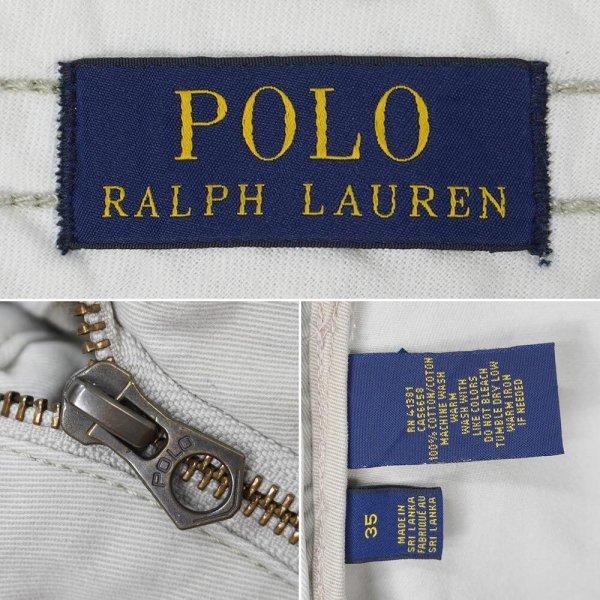 POLO
RALPH LAUREN
POLO
RN 41381
CA56658
100% COTTON/COTON
MACHINE WASH
WARM
WASH WITH
LIKE COLORS
DO NOT BLEACH
TUMBLE DRY LOW
WARM IRON
IF NEEDED
35
MADE IN
SRI LANKA
FABRIQUÉ AU
SRI LANKA